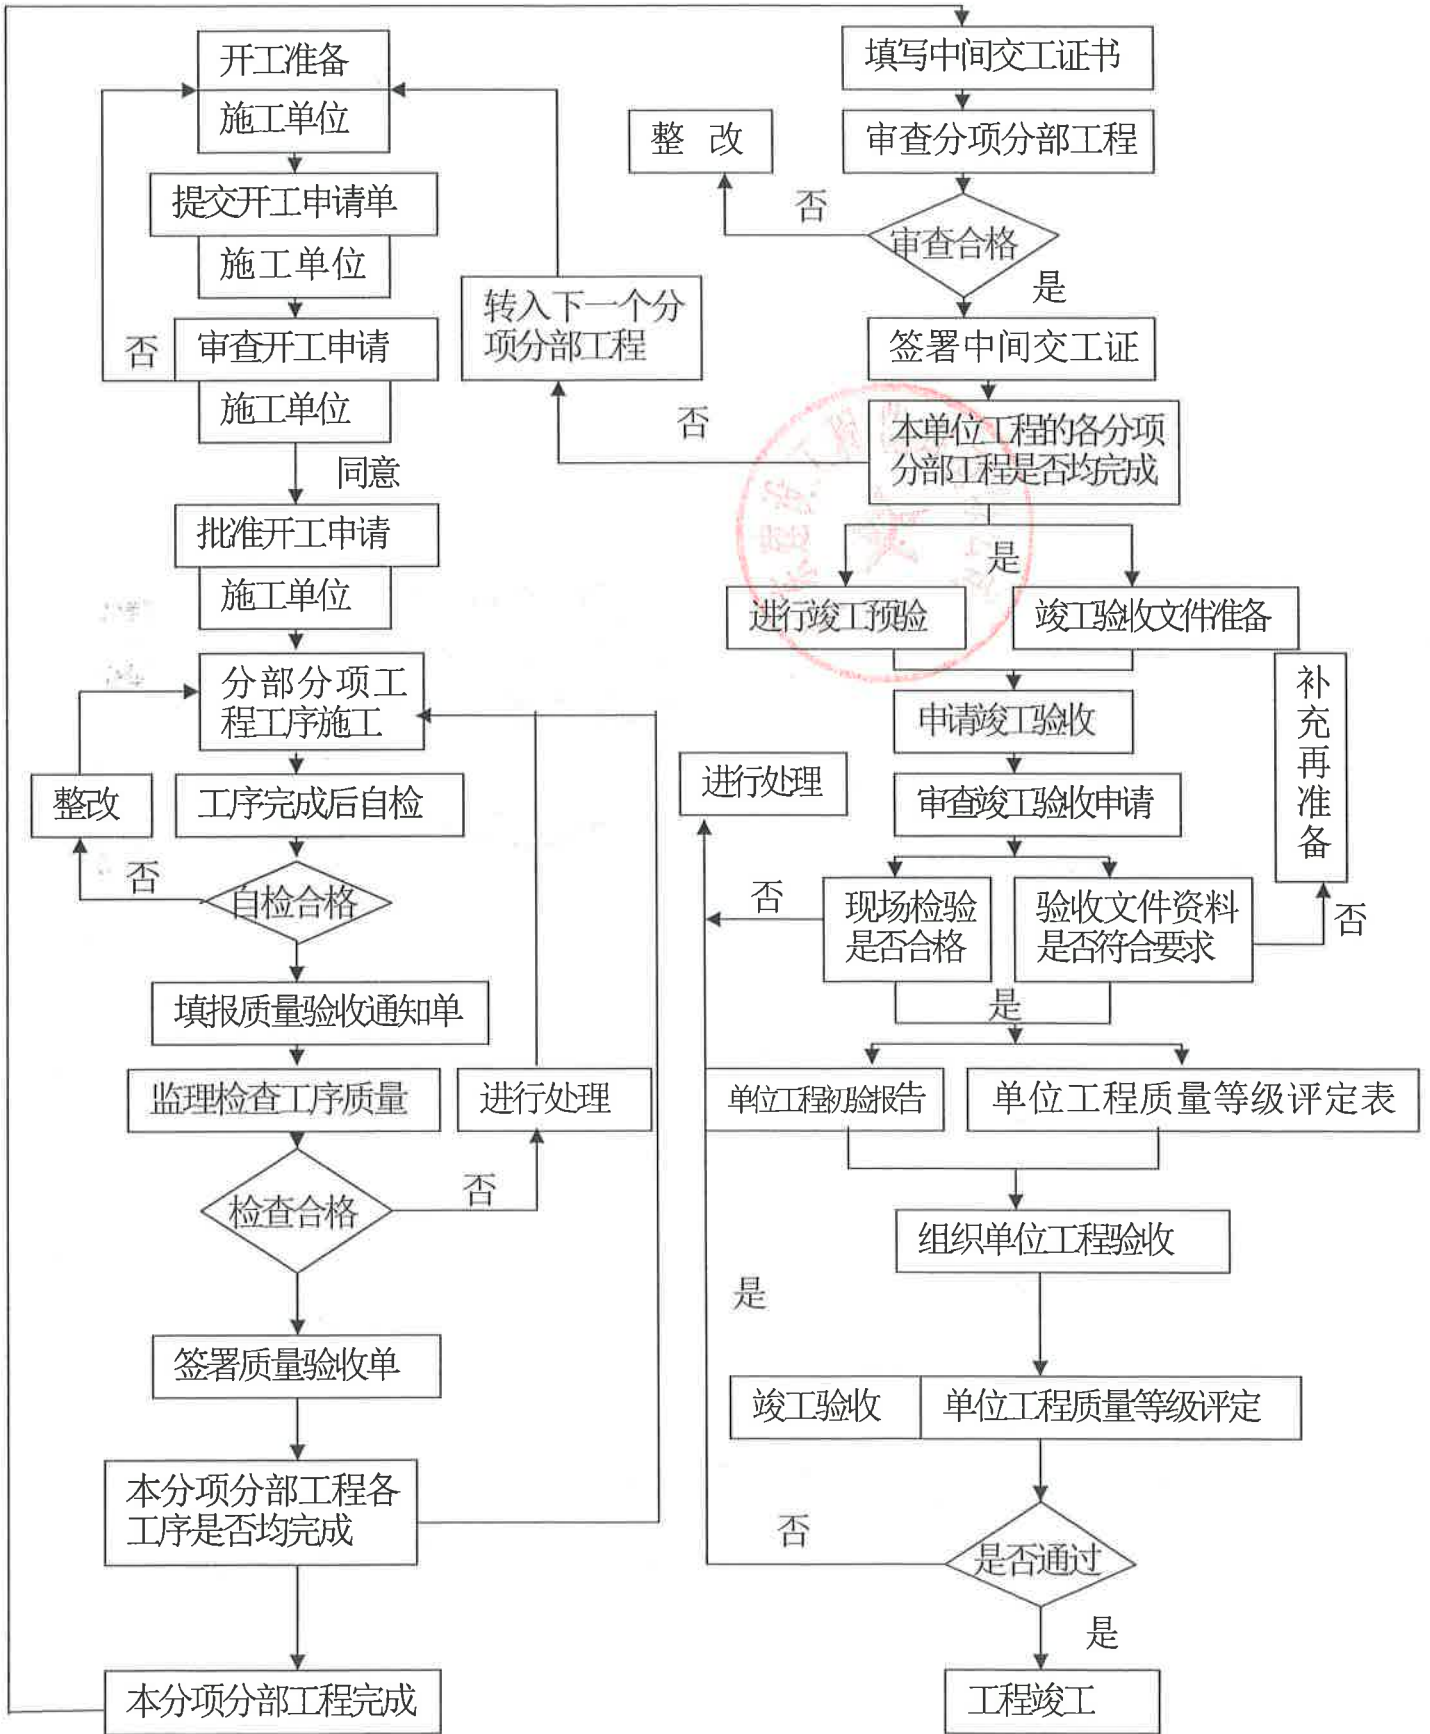 开工准备
施工单位
提交开工申请单
施工单位
否
审查开工申请
施工单位
同意
批准开工申请
施工单位
分部分项工
程工序施工
整改
工序完成后自检
否
自检合格
填报质量验收通知单
监理检查工序质量
进行处理
否
检查合格
签署质量验收单
本分项分部工程各
工序是否均完成
本分项分部工程完成
填写中间交工证书
整 改
审查分项分部工程
否
审查合格
是
转入下一个分
项分部工程
签署中间交工证
否
本单位工程的各分项
分部工程是否均完成
是
进行竣工预验
竣工验收文件准备
补充再准备
申请竣工验收
进行处理
审查竣工验收申请
否
现场检验
是否合格
验收文件资料
是否符合要求
否
是
单位工程初验报告
单位工程质量等级评定表
组织单位工程验收
是
竣工验收
单位工程质量等级评定
否
是否通过
是
工程竣工